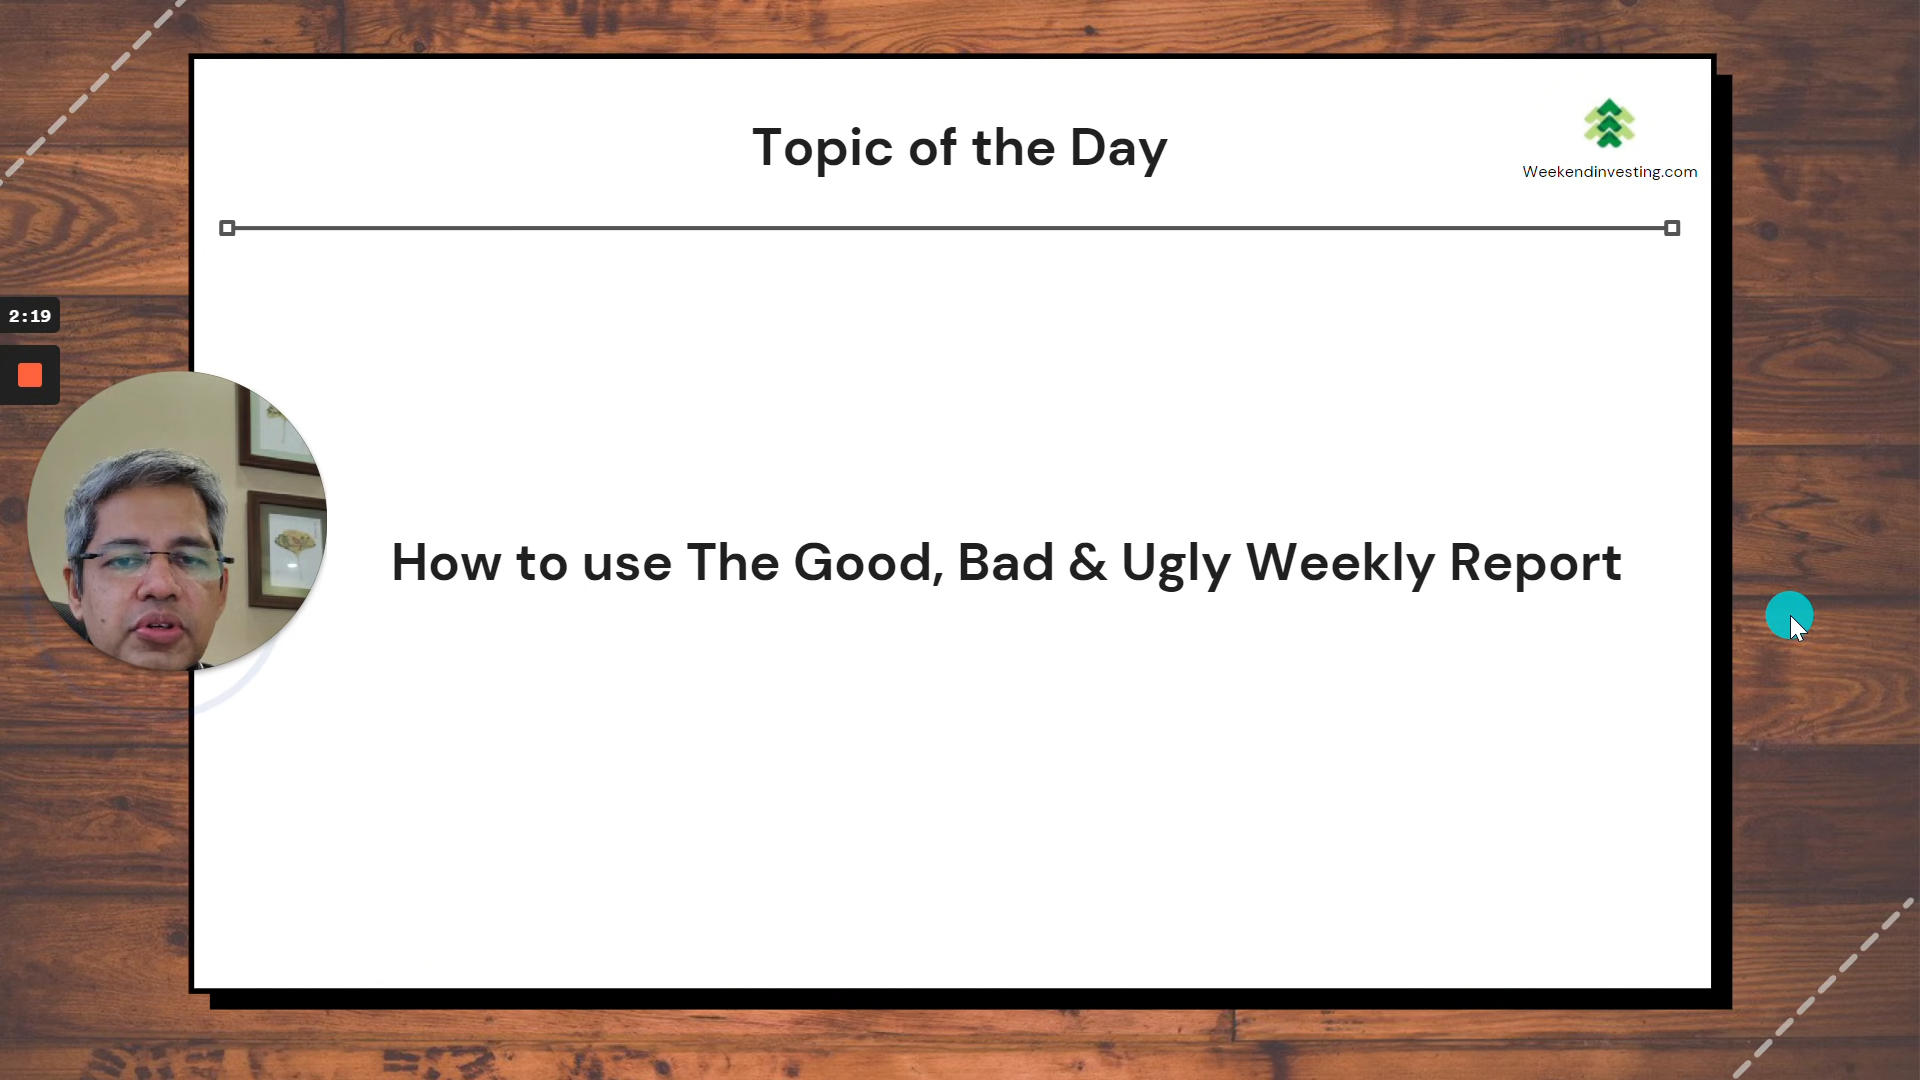 Topic of the Day
Weekendinvesting.com
2:19
How to use The Good, Bad & Ugly Weekly Report